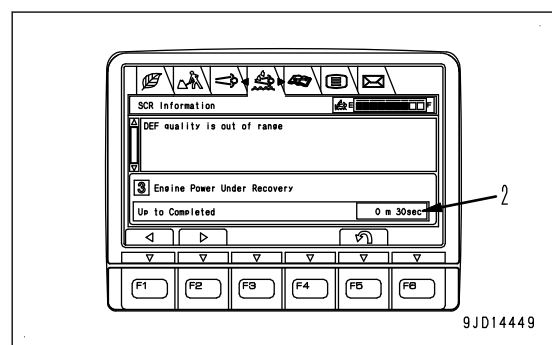 SCR Information
E F
DEF quality is out of range
3 Engine Power Under Recovery
Up to Completed 0 m 30sec
2
F1 F2 F3 F4 F5 F6
9JD14449